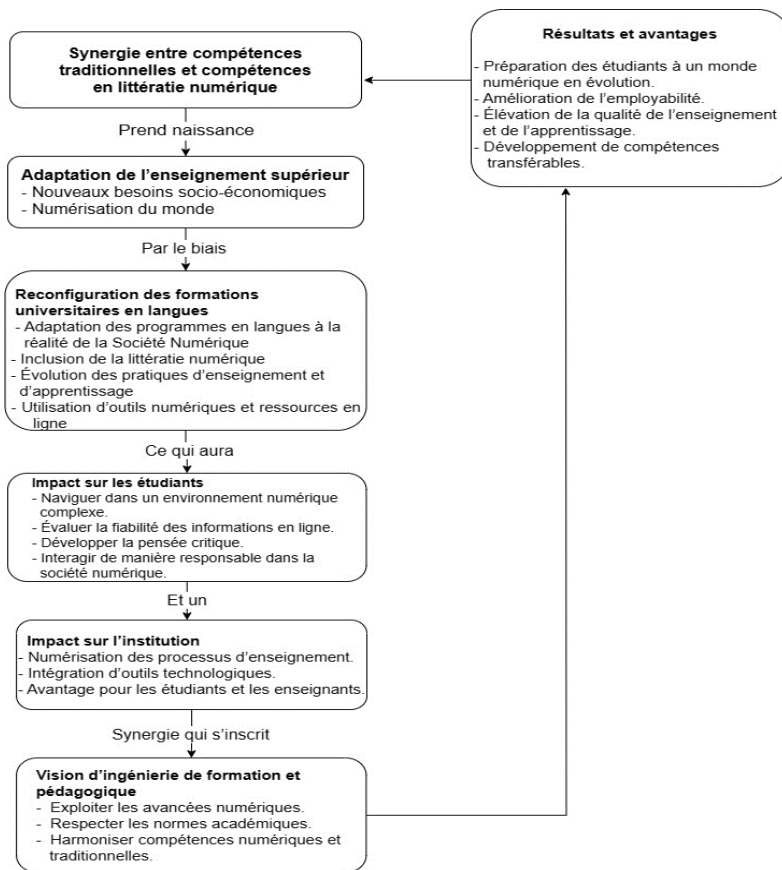 Synergie entre compétences
traditionnelles et compétences
en littératie numérique
Prend naissance
Adaptation de l'enseignement supérieur
- Nouveaux besoins socio-économiques
- Numérisation du monde
Par le biais
Reconfiguration des formations
universitaires en langues
- Adaptation des programmes en langues à la
réalité de la Société Numérique
- Inclusion de la littératie numérique
- Évolution des pratiques d'enseignement et
d'apprentissage
- Utilisation d'outils numériques et ressources en
ligne
Ce qui aura
Impact sur les étudiants
- Naviguer dans un environnement numérique
complexe.
- Évaluer la fiabilité des informations en ligne.
- Développer la pensée critique.
- Interagir de manière responsable dans la
société numérique.
Et un
Impact sur l'institution
- Numérisation des processus d'enseignement.
- Intégration d'outils technologiques.
- Avantage pour les étudiants et les enseignants.
Synergie qui s'inscrit
Vision d'ingénierie de formation et
pédagogique
- Exploiter les avancées numériques.
- Respecter les normes académiques.
- Harmoniser compétences numériques et
traditionnelles.
Résultats et avantages
- Préparation des étudiants à un monde
numérique en évolution.
- Amélioration de l'employabilité.
- Élévation de la qualité de l'enseignement
et de l'apprentissage.
- Développement de compétences
transférables.